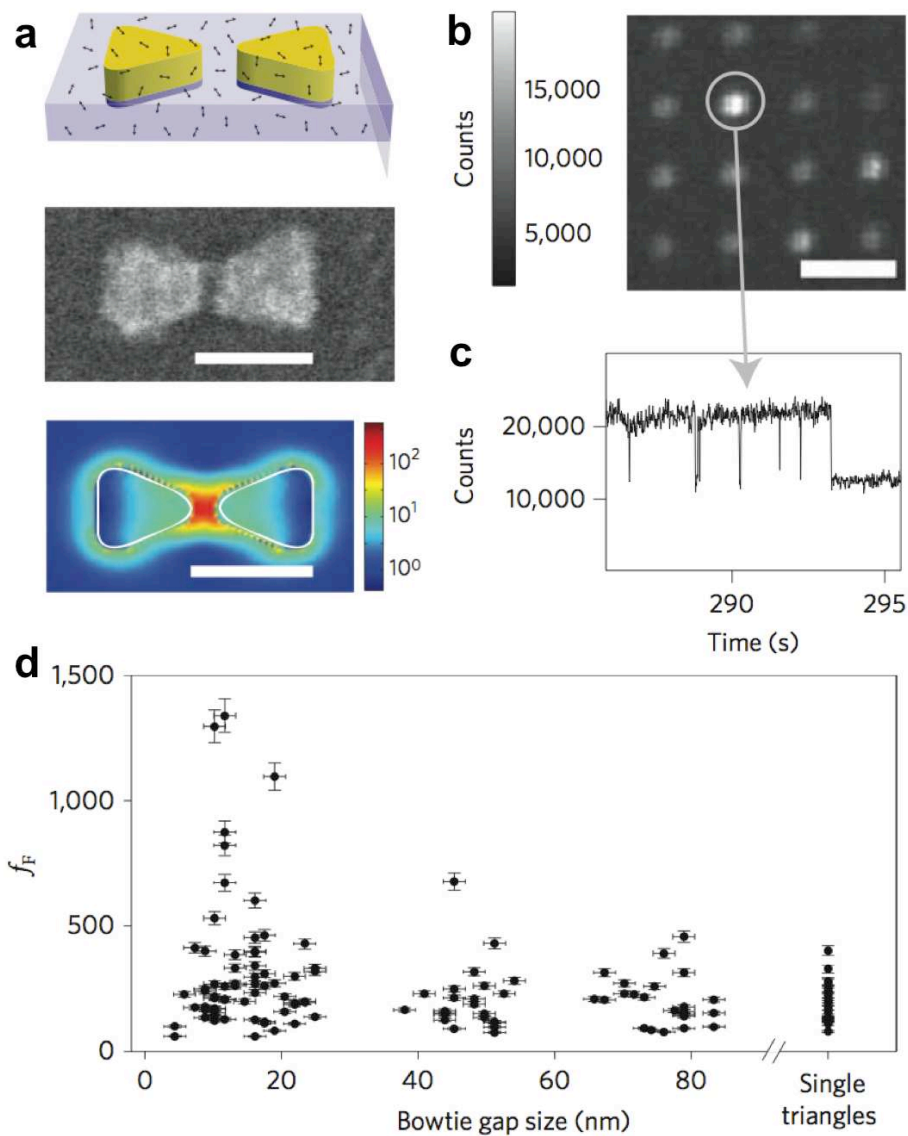 a
10²
10¹
10⁰
b
Counts
15,000
10,000
5,000
c
Counts
20,000
10,000
290
295
Time (s)
d
f_F
1,500
1,000
500
0
0 20 40 60 80 Single
triangles
Bowtie gap size (nm)